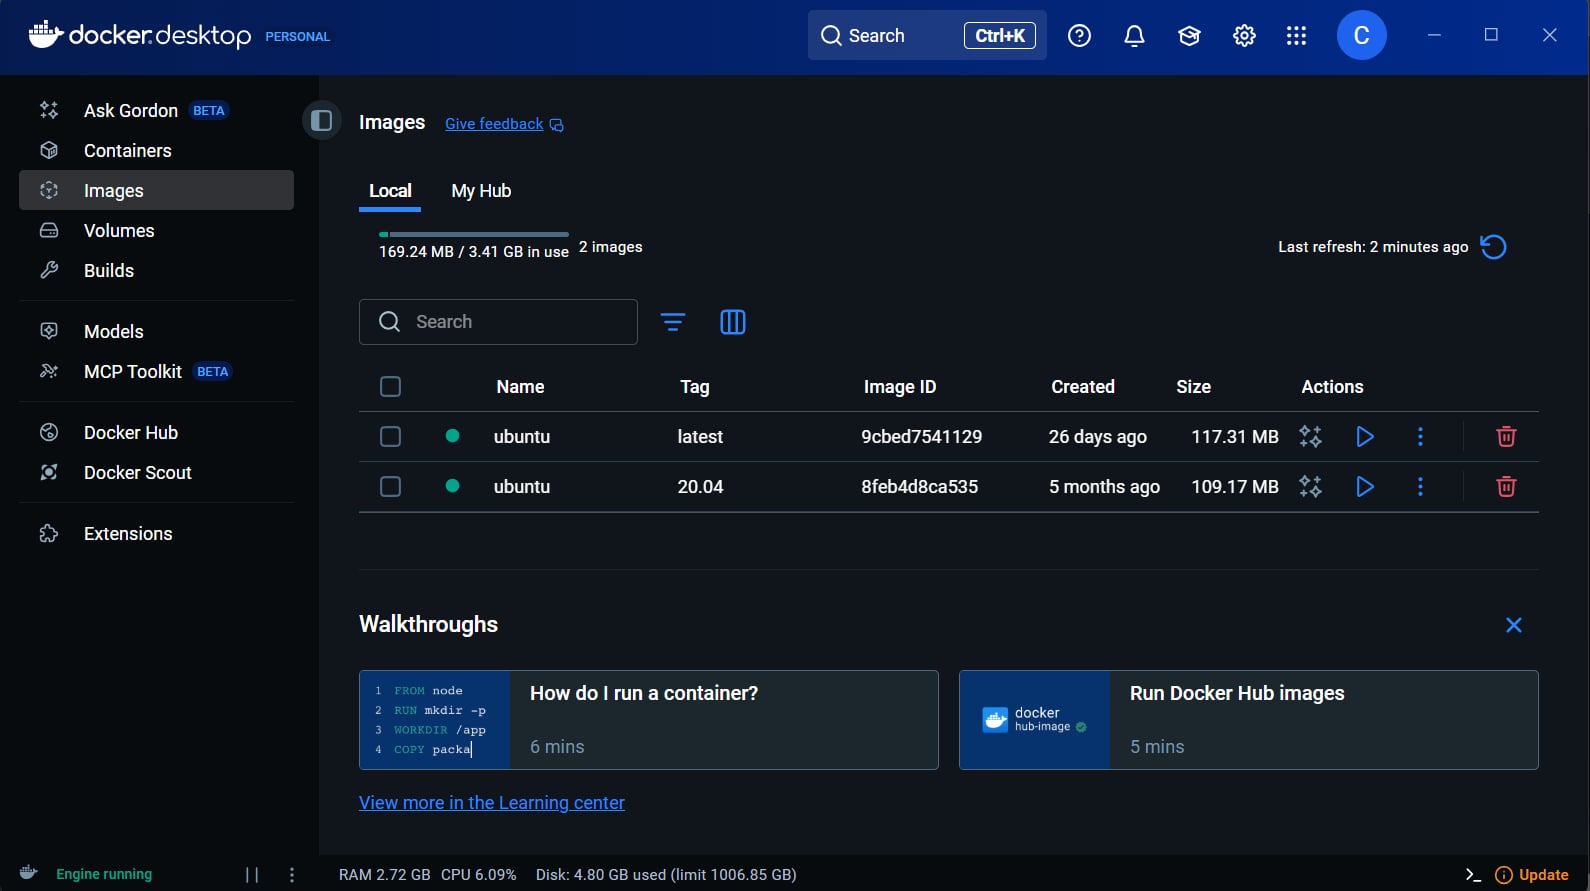 docker.desktop PERSONAL
Search Ctrl+K
C
Ask Gordon BETA
Containers
Images
Volumes
Builds
Models
MCP Toolkit BETA
Docker Hub
Docker Scout
Extensions
Images Give feedback
Local My Hub
169.24 MB / 3.41 GB in use 2 images
Last refresh: 2 minutes ago
Search
Name Tag Image ID Created Size Actions
ubuntu latest 9cbed7541129 26 days ago 117.31 MB
ubuntu 20.04 8feb4d8ca535 5 months ago 109.17 MB
Walkthroughs
1 FROM node
2 RUN mkdir -p
3 WORKDIR /app
4 COPY packa
How do I run a container?
6 mins
docker
hub-image
Run Docker Hub images
5 mins
View more in the Learning center
Engine running
RAM 2.72 GB CPU 6.09% Disk: 4.80 GB used (limit 1006.85 GB)
Update